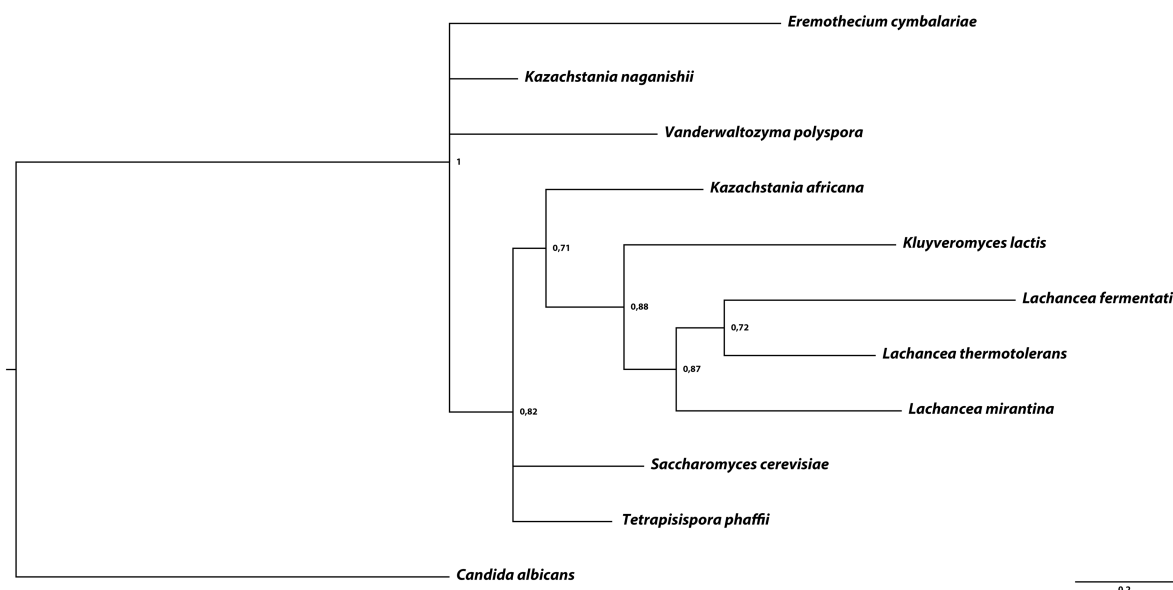 Eremothecium cymbalariae
Kazachstania naganishii
Vanderwaltozyma polyspora
1
Kazachstania africana
Kluyveromyces lactis
0,71
Lachancea fermentati
0,88
0,72
Lachancea thermotolerans
0,87
Lachancea mirantina
0,82
Saccharomyces cerevisiae
Tetrapisispora phaffii
Candida albicans